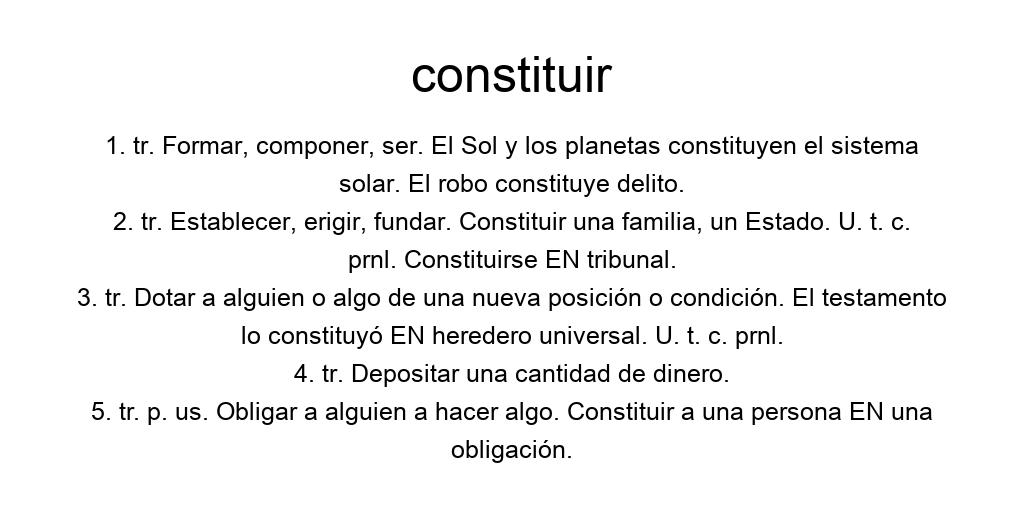 constituir
1. tr. Formar, componer, ser. El Sol y los planetas constituyen el sistema
solar. El robo constituye delito.
2. tr. Establecer, erigir, fundar. Constituir una familia, un Estado. U. t. c.
prnl. Constituirse EN tribunal.
3. tr. Dotar a alguien o algo de una nueva posición o condición. El testamento
lo constituyó EN heredero universal. U. t. c. prnl.
4. tr. Depositar una cantidad de dinero.
5. tr. p. us. Obligar a alguien a hacer algo. Constituir a una persona EN una
obligación.